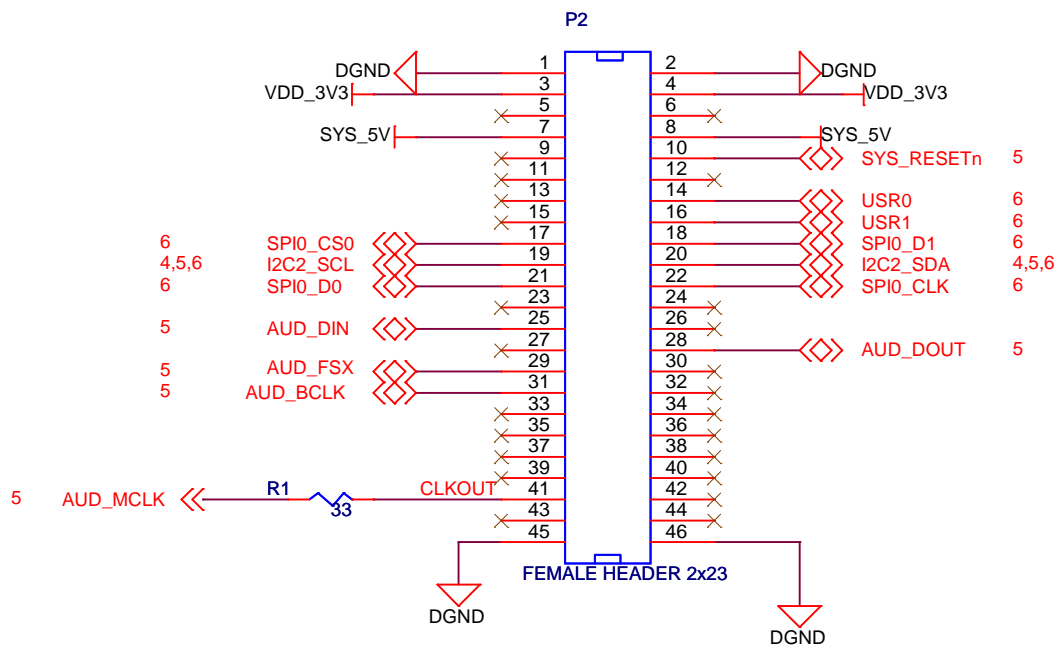 P2
DGND 1 2 DGND
VDD_3V3 3 4 VDD_3V3
5 6
SYS_5V 7 8 SYS_5V
9 10 SYS_RESETn 5
11 12
13 14 USR0 6
15 16 USR1 6
6 SPI0_CS0 17 18 SPI0_D1 6
4,5,6 I2C2_SCL 19 20 I2C2_SDA 4,5,6
6 SPI0_D0 21 22 SPI0_CLK 6
23 24
5 AUD_DIN 25 26
27 28 AUD_DOUT 5
5 AUD_FSX 29 30
5 AUD_BCLK 31 32
33 34
35 36
37 38
39 40
5 AUD_MCLK R1 33 CLKOUT 41 42
43 44
45 46
FEMALE HEADER 2x23
DGND
DGND